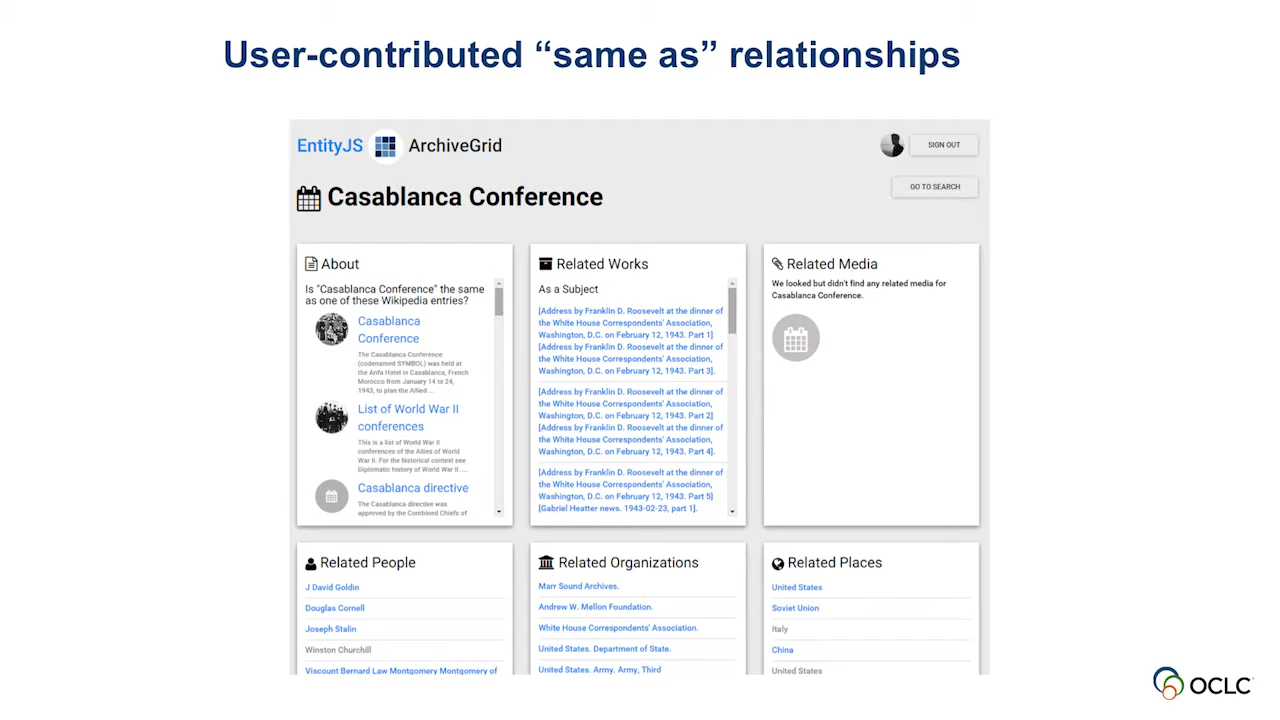 User-contributed “same as” relationships
EntityJS ArchiveGrid
SIGN OUT
GO TO SEARCH
Casablanca Conference
About
Is "Casablanca Conference" the same
as one of these Wikipedia entries?
Casablanca
Conference
The Casablanca Conference
(codenamed SYMBOL) was held at
the Anfa Hotel in Casablanca, French
Morocco from January 14 to 24,
1943, to plan the Allied ...
List of World War II
conferences
This is a list of World War II
conferences of the Allies of World
War II. For the historical context see
Diplomatic history of World War II. ...
Casablanca directive
The Casablanca directive was
approved by the Combined Chiefs of
Related Works
As a Subject
[Address by Franklin D. Roosevelt at the dinner of
the White House Correspondents' Association,
Washington, D.C. on February 12, 1943. Part 1]
[Address by Franklin D. Roosevelt at the dinner of
the White House Correspondents' Association,
Washington, D.C. on February 12, 1943. Part 3].
[Address by Franklin D. Roosevelt at the dinner of
the White House Correspondents' Association,
Washington, D.C. on February 12, 1943. Part 2]
[Address by Franklin D. Roosevelt at the dinner of
the White House Correspondents' Association,
Washington, D.C. on February 12, 1943. Part 4].
[Address by Franklin D. Roosevelt at the dinner of
the White House Correspondents' Association,
Washington, D.C. on February 12, 1943. Part 5]
[Gabriel Heatter news. 1943-02-23, part 1].
Related Media
We looked but didn't find any related media for
Casablanca Conference.
Related People
J David Goldin
Douglas Cornell
Joseph Stalin
Winston Churchill
Viscount Bernard Law Montgomery Montgomery of
Related Organizations
Marr Sound Archives.
Andrew W. Mellon Foundation.
White House Correspondents' Association.
United States. Department of State.
United States. Army. Army, Third
Related Places
United States
Soviet Union
Italy
China
United States
OCLC